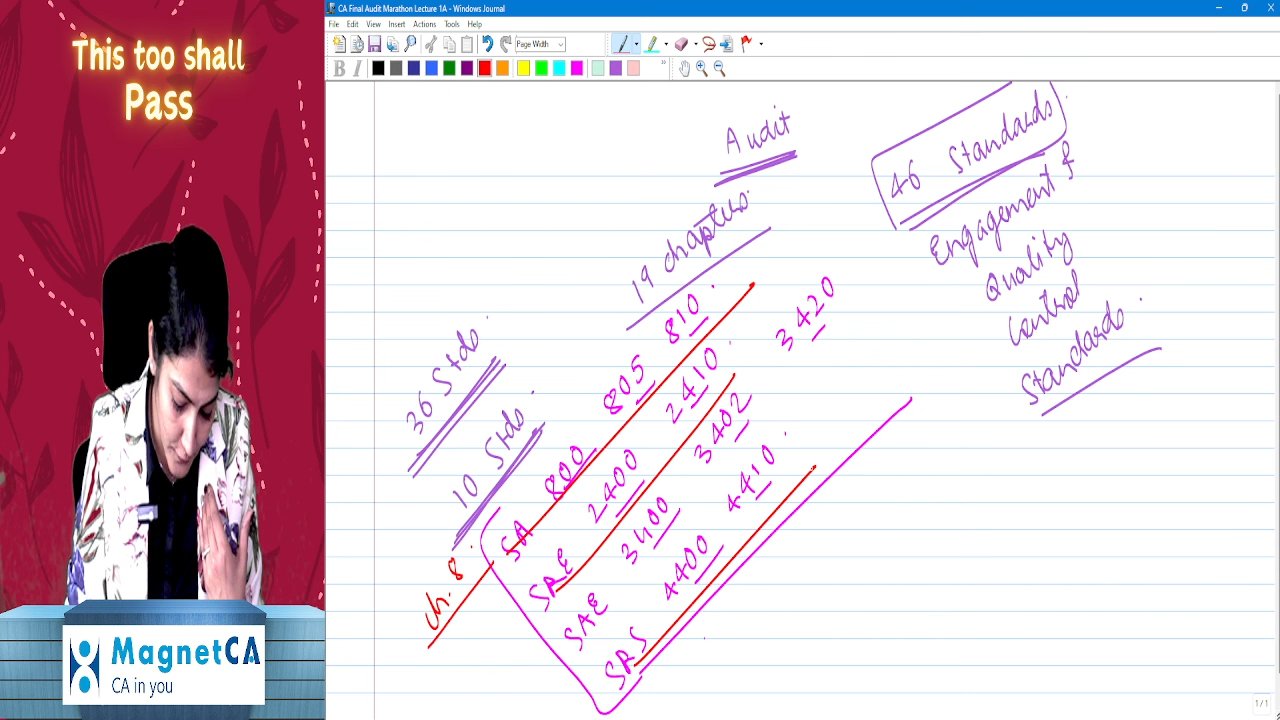 This too shall
Pass
CA Final Audit Marathon Lecture 1A - Windows Journal
File Edit View Insert Actions Tools Help
Page Width
B I
Audit
19 chapters.
46 Standards.
Engagement &
Quality
Control
Standards.
36 Stds.
10 Stds.
ch. 8.
SA 800 805 810.
SRE 2400 2410.
SAE 3400 3402 3420
SRS 4400 4410.
MagnetCA
CA in you
1/1